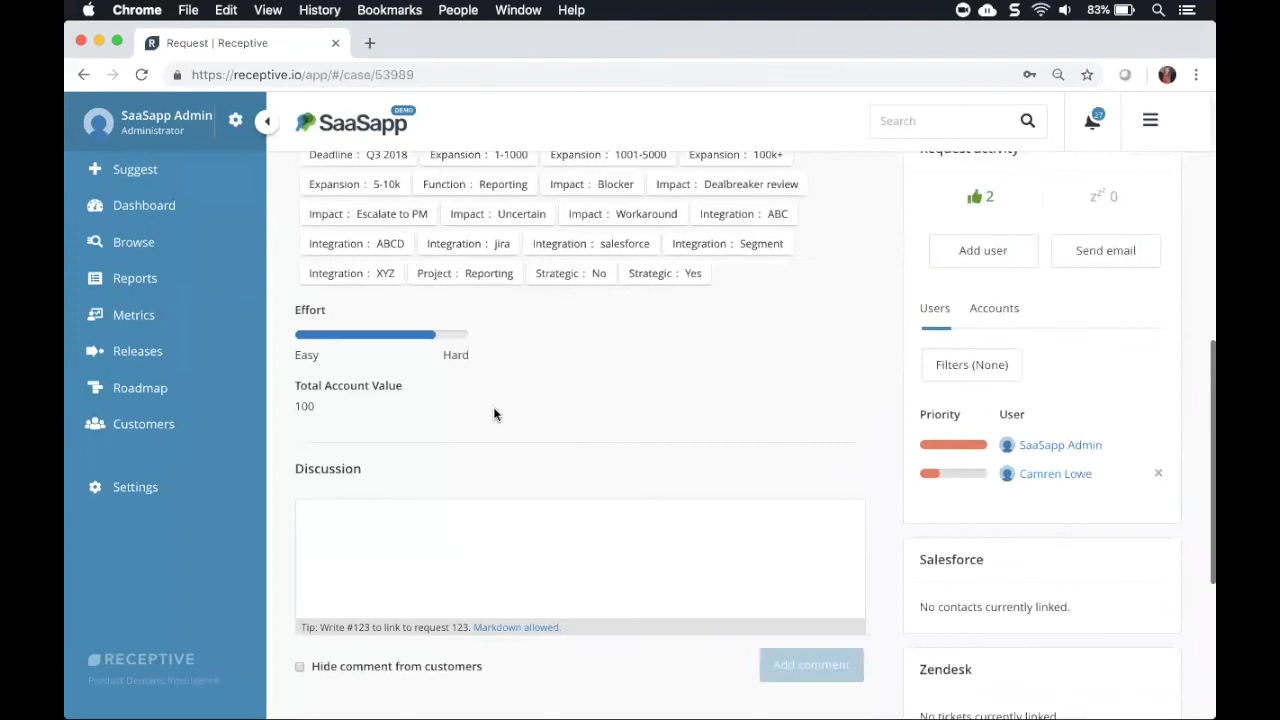 Chrome File Edit View History Bookmarks People Window Help 83%
Request | Receptive
https://receptive.io/app/#/case/53989
SaaSapp Admin
Administrator
Suggest
Dashboard
Browse
Reports
Metrics
Releases
Roadmap
Customers
Settings
RECEPTIVE
Product Demand Intelligence
SaaSapp DEMO
Search
27
Deadline : Q3 2018 Expansion : 1-1000 Expansion : 1001-5000 Expansion : 100k+
Expansion : 5-10k Function : Reporting Impact : Blocker Impact : Dealbreaker review
Impact : Escalate to PM Impact : Uncertain Impact : Workaround Integration : ABC
Integration : ABCD Integration : jira Integration : salesforce Integration : Segment
Integration : XYZ Project : Reporting Strategic : No Strategic : Yes
Effort
Easy Hard
Total Account Value
100
Discussion
Tip: Write #123 to link to request 123. Markdown allowed.
Hide comment from customers Add comment
Request activity
2 zzz 0
Add user Send email
Users Accounts
Filters (None)
Priority User
SaaSapp Admin
Camren Lowe ×
Salesforce
No contacts currently linked.
Zendesk
No tickets currently linked